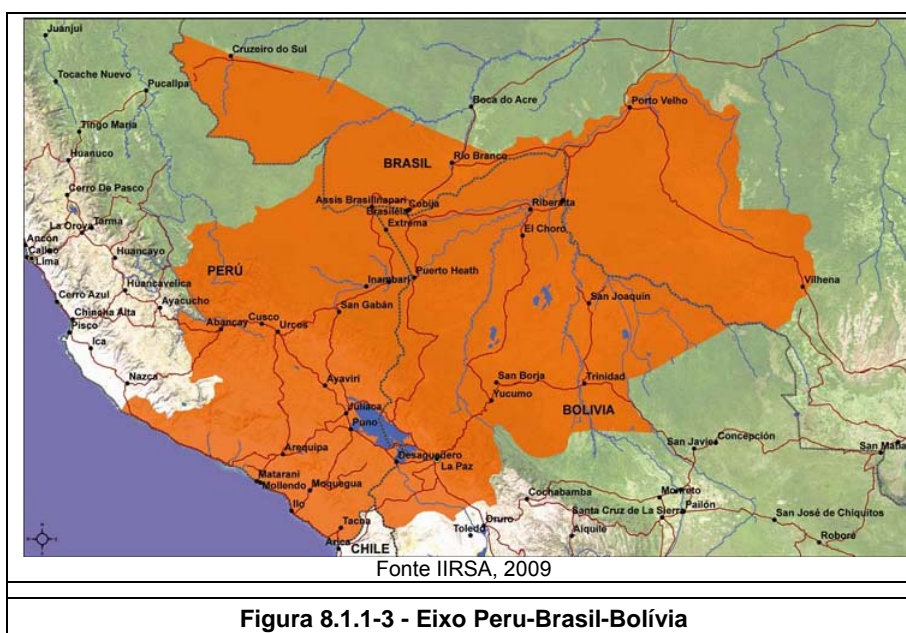 Juanjui
Cruzeiro do Sul
Tocache Nuevo
Pucallpa
Boca do Acre
Porto Velho
Tingo Maria
Huanuco
BRASIL
Rio Branco
Cerro De Pasco
Assis Brasil
Inapari
Cobija
Brasiléia
Riberalta
Extrema
La Oroya
Tarma
El Choro
Ancón
Callao
Lima
Huancayo
PERÚ
Inambari
Puerto Heath
Vilhena
Huancavelica
San Gabán
San Joaquín
Cerro Azul
Ayacucho
Chincha Alta
Abancay
Cusco
Urcos
Pisco
Ica
Nazca
Ayaviri
San Borja
Trinidad
Yucumo
Juliaca
BOLIVIA
Puno
San Javier
Concepción
Arequipa
Desaguadero
La Paz
Matarani
Mollendo
Moquegua
Cochabamba
Montero
Ilo
Santa Cruz De La Sierra
Pailón
Tacna
Oruro
San José de Chiquitos
Toledo
Aiquile
Arica
CHILE
Roboré
Fonte IIRSA, 2009
Figura 8.1.1-3 - Eixo Peru-Brasil-Bolívia